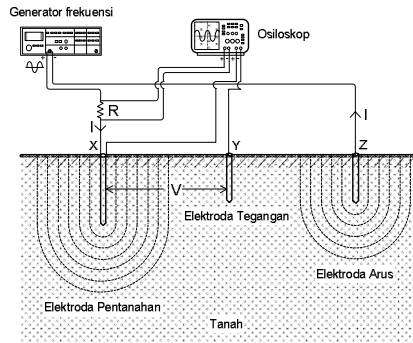 Generator frekuensi
Osiloskop
+ -
+ - + -
R
I
I
X
Y
Z
V
Elektroda Tegangan
Elektroda Arus
Elektroda Pentanahan
Tanah